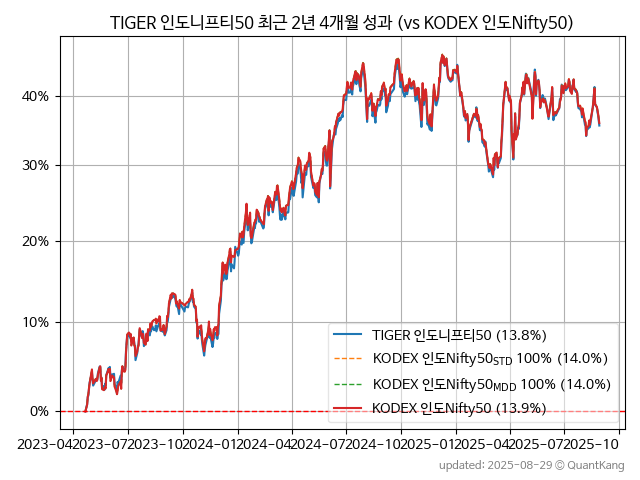 TIGER 인도니프티50 최근 2년 4개월 성과 (vs KODEX 인도Nifty50)
40%
30%
20%
10%
0%
TIGER 인도니프티50 (13.8%)
KODEX 인도Nifty50STD 100% (14.0%)
KODEX 인도Nifty50MDD 100% (14.0%)
KODEX 인도Nifty50 (13.9%)
2023-04 2023-07 2023-10 2024-01 2024-04 2024-07 2024-10 2025-01 2025-04 2025-07 2025-10
updated: 2025-08-29 © QuantKang